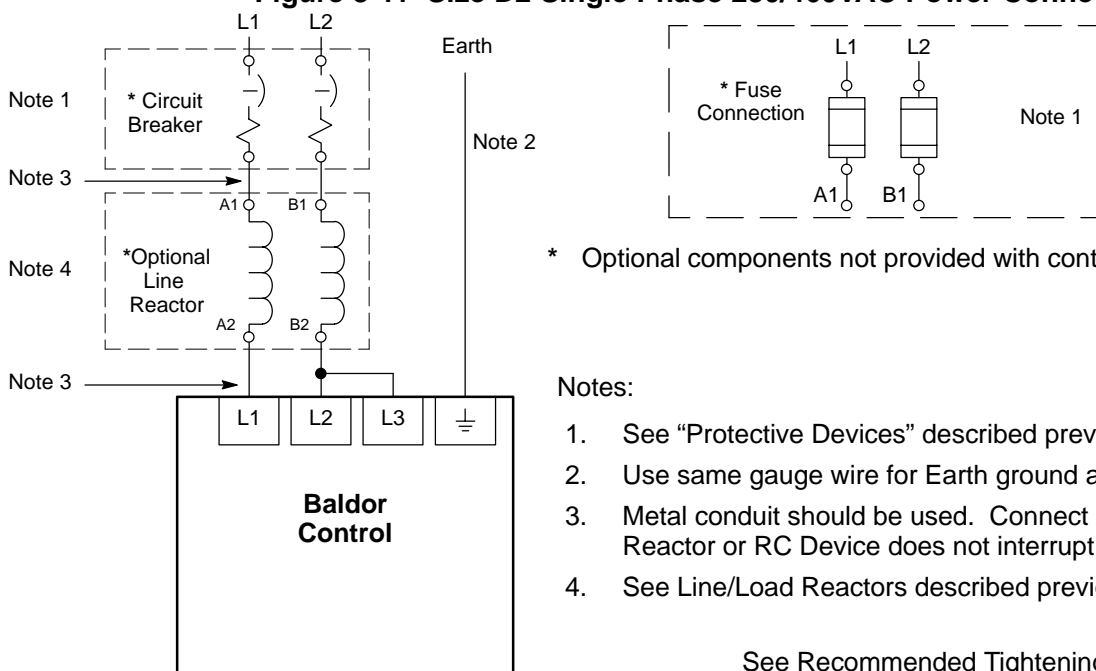 L1 L2
Earth
Note 1
* Circuit
Breaker
Note 2
Note 3
A1 B1
Note 4
*Optional
Line
Reactor
A2 B2
Note 3
L1 L2 L3
Baldor
Control
L1 L2
* Fuse
Connection
Note 1
A1 B1
* Optional components not provided with
Notes:
1. See “Protective Devices” described
2. Use same gauge wire for Earth ground
3. Metal conduit should be used. Connect
Reactor or RC Device does not interrupt
4. See Line/Load Reactors described
See Recommended Tightening